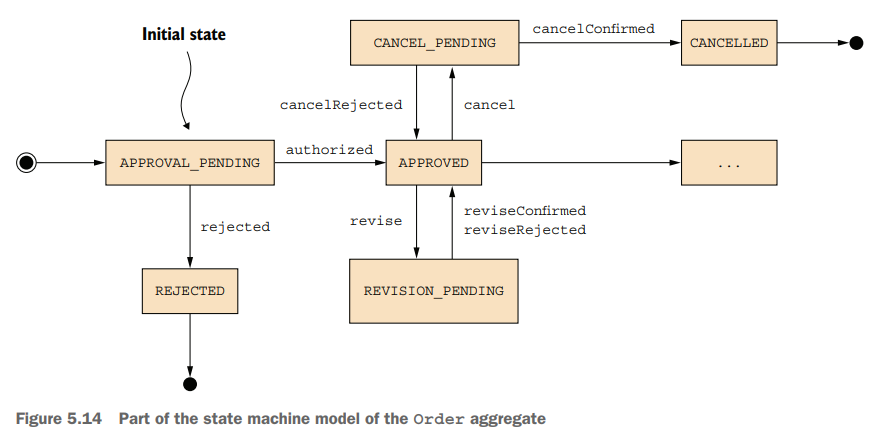 Initial state
CANCEL_PENDING
cancelConfirmed
CANCELLED
cancelRejected
cancel
APPROVAL_PENDING
authorized
APPROVED
...
rejected
revise
reviseConfirmed
reviseRejected
REJECTED
REVISION_PENDING
Figure 5.14 Part of the state machine model of the Order aggregate